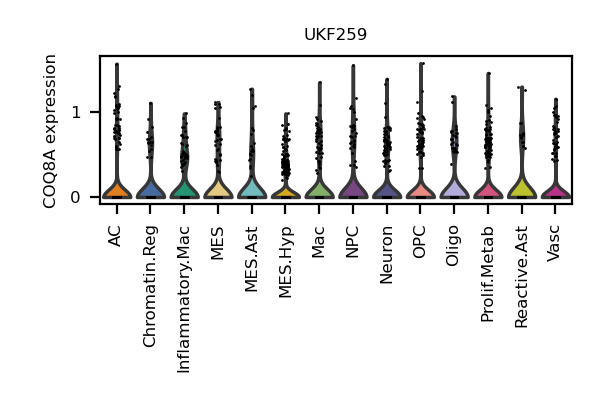 UKF259
COQ8A expression
1
0
AC
Chromatin.Reg
Inflammatory.Mac
MES
MES.Ast
MES.Hyp
Mac
NPC
Neuron
OPC
Oligo
Prolif.Metab
Reactive.Ast
Vasc